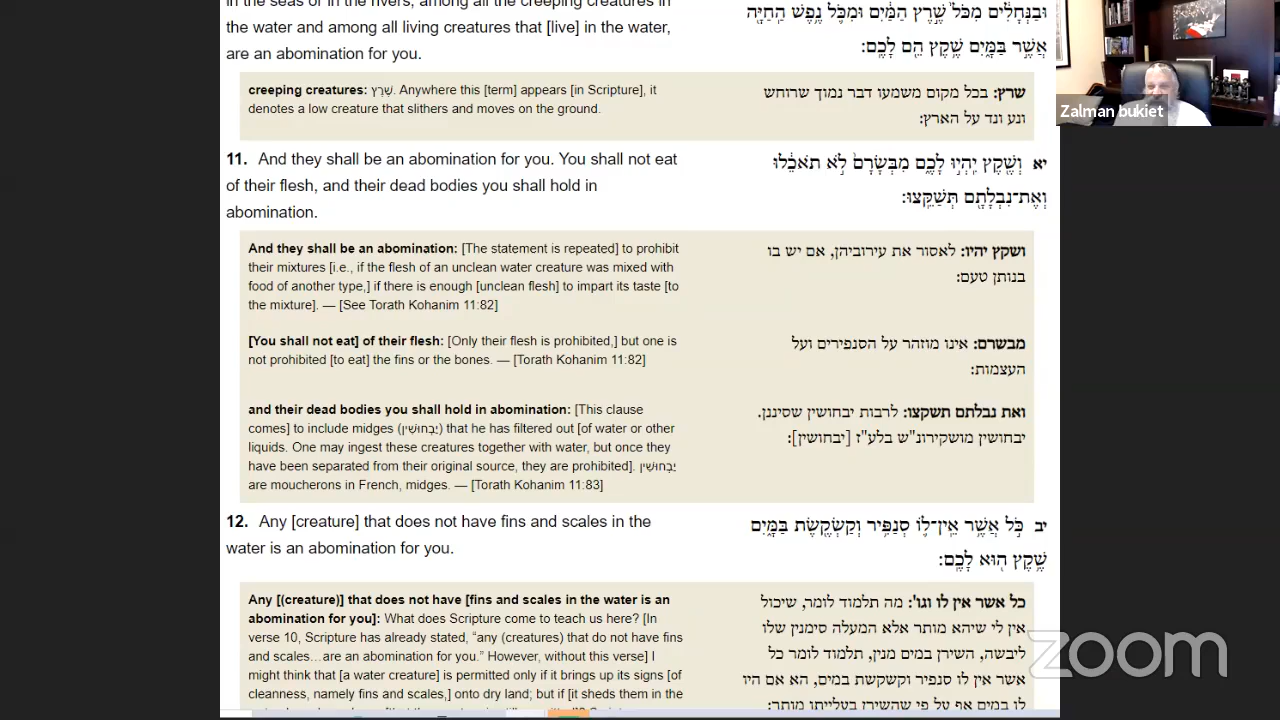 in the seas or in the rivers, among all the creeping creatures in
the water and among all living creatures that [live] in the water,
are an abomination for you.
וּבַנְּחָלִ֔ים מִכֹּל֙ שֶׁ֣רֶץ הַמַּ֔יִם וּמִכֹּ֛ל נֶ֥פֶשׁ הַֽחַיָּ֖ה
אֲשֶׁ֣ר בַּמָּ֑יִם שֶׁ֥קֶץ הֵ֖ם לָכֶֽם:
creeping creatures: שֶׁרֶץ. Anywhere this [term] appears [in Scripture], it
denotes a low creature that slithers and moves on the ground.
שרץ: בכל מקום משמעו דבר נמוך שרוחש
ונע ונד על הארץ:
11. And they shall be an abomination for you. You shall not eat
of their flesh, and their dead bodies you shall hold in
abomination.
יא וְשֶׁ֖קֶץ יִֽהְי֣וּ לָכֶ֑ם מִבְּשָׂרָם֙ לֹ֣א תֹאכֵ֔לוּ
וְאֶת־נִבְלָתָ֖ם תְּשַׁקֵּֽצוּ:
And they shall be an abomination: [The statement is repeated] to prohibit
their mixtures [i.e., if the flesh of an unclean water creature was mixed with
food of another type,] if there is enough [unclean flesh] to impart its taste [to
the mixture]. — [See Torath Kohanim 11:82]
ושקץ יהיו: לאסור את עירוביהן, אם יש בו
בנותן טעם:
[You shall not eat] of their flesh: [Only their flesh is prohibited,] but one is
not prohibited [to eat] the fins or the bones. — [Torath Kohanim 11:82]
מבשרם: אינו מוזהר על הסנפירים ועל
העצמות:
and their dead bodies you shall hold in abomination: [This clause
comes] to include midges (יַבְחוּשִׁין) that he has filtered out [of water or other
liquids. One may ingest these creatures together with water, but once they
have been separated from their original source, they are prohibited]. יַבְחוּשִׁין
are moucherons in French, midges. — [Torath Kohanim 11:83]
ואת נבלתם תשקצו: לרבות יבחושין שסיננן.
יבחושין מושקירונ"ש בלע"ז [יבחושין]:
12. Any [creature] that does not have fins and scales in the
water is an abomination for you.
יב כֹּ֣ל אֲשֶׁ֥ר אֵֽין־ל֛וֹ סְנַפִּ֥יר וְקַשְׂקֶ֖שֶׂת בַּמָּ֑יִם
שֶׁ֥קֶץ ה֖וּא לָכֶֽם:
Any [(creature)] that does not have [fins and scales in the water is an
abomination for you]: What does Scripture come to teach us here? [In
verse 10, Scripture has already stated, “any (creatures) that do not have fins
and scales…are an abomination for you.” However, without this verse] I
might think that [a water creature] is permitted only if it brings up its signs [of
cleanness, namely fins and scales,] onto dry land; but if [it sheds them in the
כל אשר אין לו וגו': מה תלמוד לומר, שיכול
אין לי שיהא מותר אלא המעלה סימנין שלו
ליבשה, השירן במים מנין, תלמוד לומר כל
אשר אין לו סנפיר וקשקשת במים, הא אם היו
לו במים אף על פי שהשירן בעלייתו מותר:
Zalman bukiet
zoom